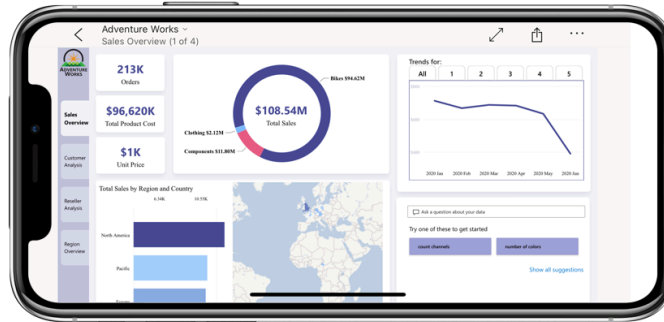 Adventure Works
Sales Overview (1 of 4)
ADVENTURE
WORKS
Sales
Overview
Customer
Analysis
Reseller
Analysis
Region
Overview
213K
Orders
$96,620K
Total Product Cost
$1K
Unit Price
Bikes $94.62M
$108.54M
Total Sales
Clothing $2.12M
Components $11.80M
Trends for:
All 1 2 3 4 5
2020 Jan 2020 Feb 2020 Mar 2020 Apr 2020 May 2020 Jun
Total Sales by Region and Country
North America
Pacific
Europe
Ask a question about your data
Try one of these to get started
count channels number of colors
Show all suggestions